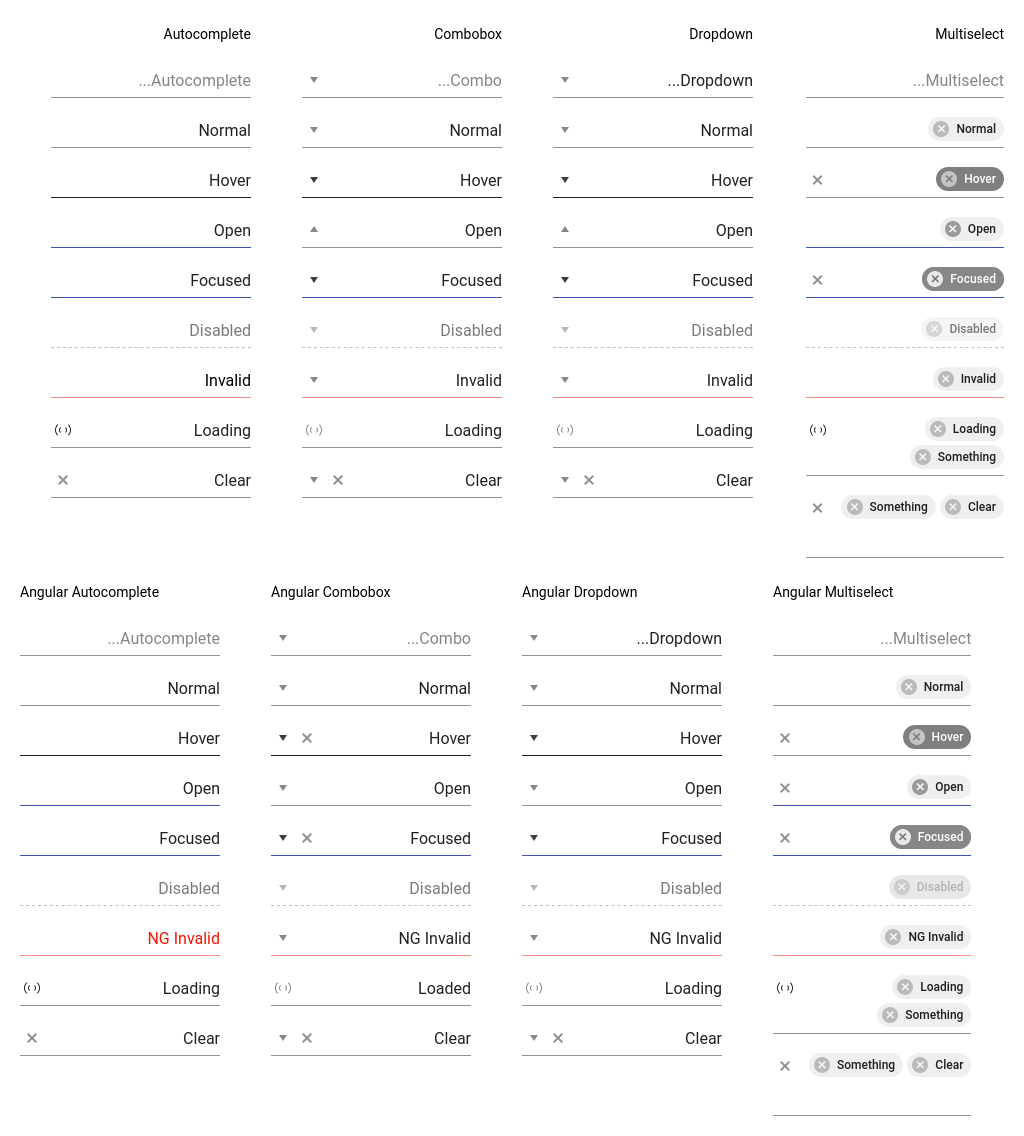 Autocomplete Combobox Dropdown Multiselect
...Autocomplete ...Combo ...Dropdown ...Multiselect
Normal Normal Normal Normal
Hover Hover Hover Hover
Open Open Open Open
Focused Focused Focused Focused
Disabled Disabled Disabled Disabled
Invalid Invalid Invalid Invalid
Loading Loading Loading Loading
Something
Clear Clear Clear Something Clear
Angular Autocomplete Angular Combobox Angular Dropdown Angular Multiselect
...Autocomplete ...Combo ...Dropdown ...Multiselect
Normal Normal Normal Normal
Hover Hover Hover Hover
Open Open Open Open
Focused Focused Focused Focused
Disabled Disabled Disabled Disabled
NG Invalid NG Invalid NG Invalid NG Invalid
Loading Loaded Loading Loading
Something
Clear Clear Clear Something Clear